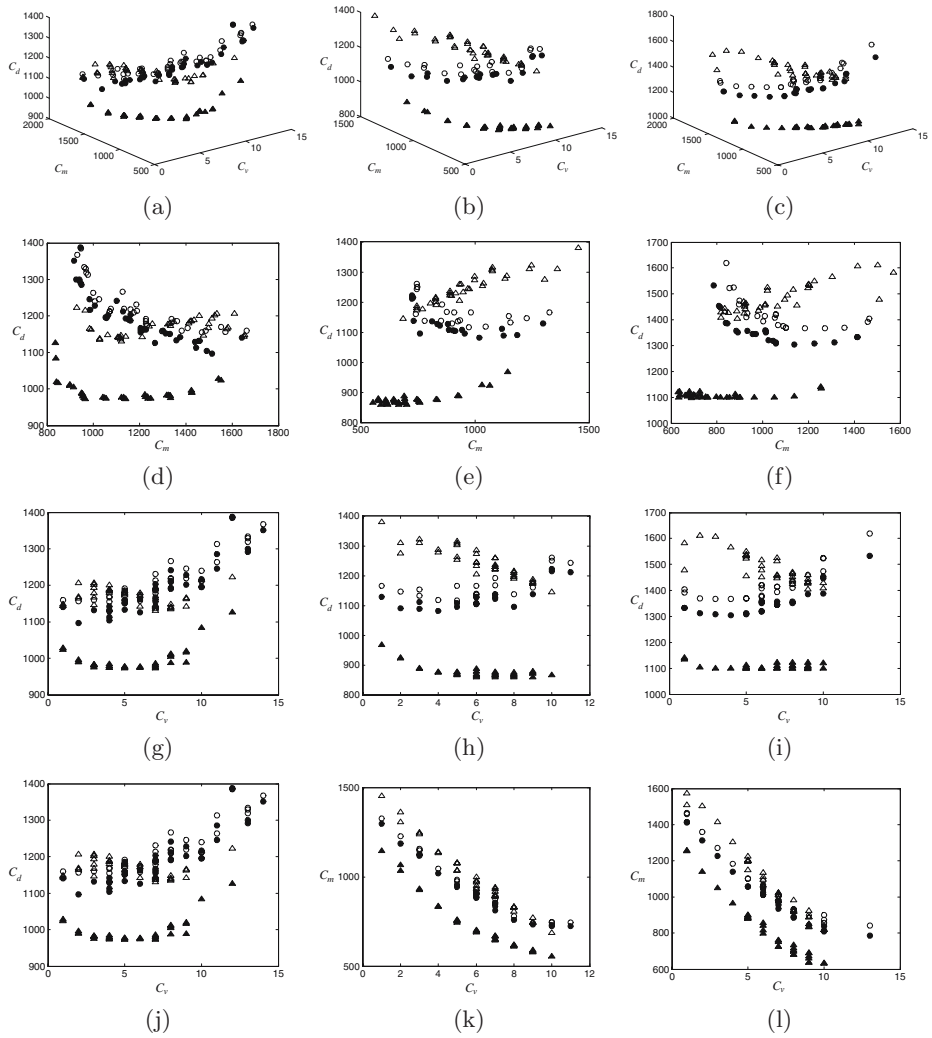 1400
1300
1200
C_d 1100
1000
900
2000
1500
1000
500
C_m
0
5
10
15
C_v
(a)
1400
1200
C_d 1000
800
1500
1000
500
C_m
0
5
10
15
C_v
(b)
1800
1600
C_d 1400
1200
1000
2000
1500
1000
500
C_m
0
5
10
15
C_v
(c)
1400
1300
1200
C_d
1100
1000
900
800 1000 1200 1400 1600 1800
C_m
(d)
1400
1300
1200
C_d 1100
1000
900
800
500 1000 1500
C_m
(e)
1700
1600
1500
C_d 1400
1300
1200
1100
1000
600 800 1000 1200 1400 1600
C_m
(f)
1400
1300
1200
C_d
1100
1000
900
0 5 10 15
C_v
(g)
1400
1300
1200
C_d 1100
1000
900
800
0 2 4 6 8 10 12
C_v
(h)
1700
1600
1500
C_d 1400
1300
1200
1100
1000
0 5 10 15
C_v
(i)
1400
1300
1200
C_d
1100
1000
900
0 5 10 15
C_v
(j)
1500
C_m 1000
500
0 2 4 6 8 10 12
C_v
(k)
1600
1400
1200
C_m
1000
800
600
0 5 10 15
C_v
(l)